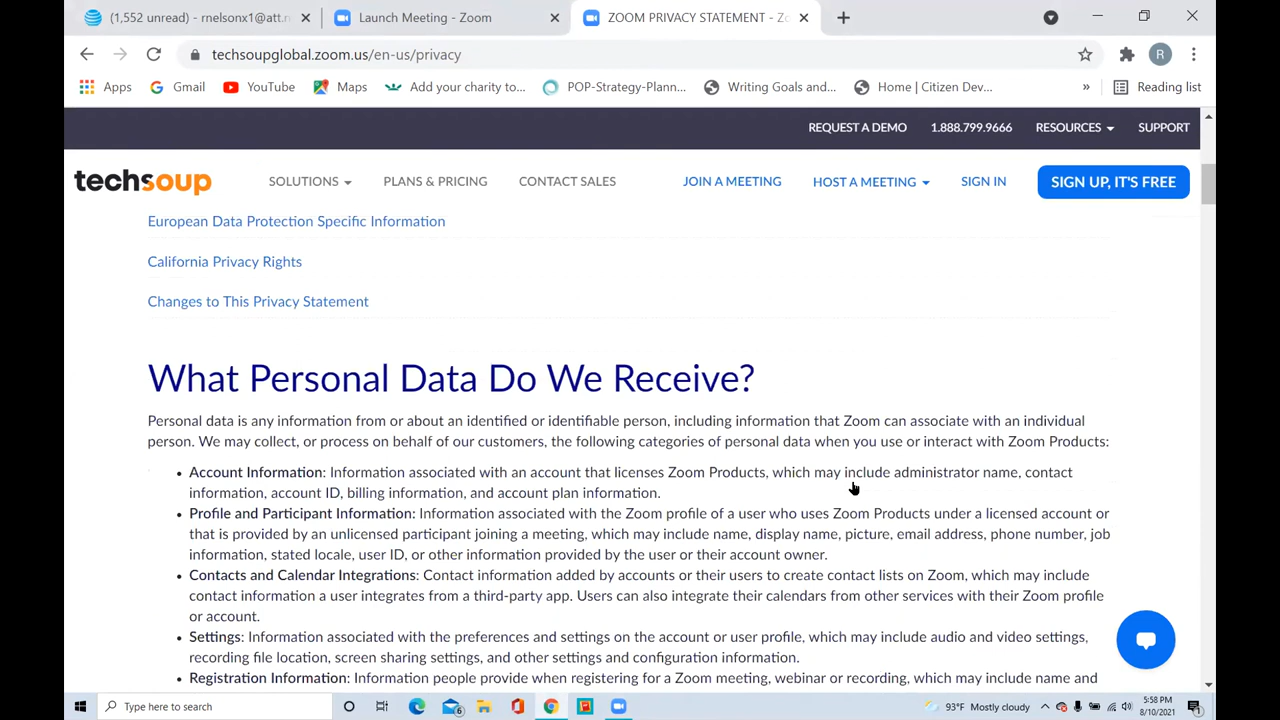 (1,552 unread) - rnelsonx1@att.n
Launch Meeting - Zoom
ZOOM PRIVACY STATEMENT - Zo
techsoupglobal.zoom.us/en-us/privacy
R
Apps
Gmail
YouTube
Maps
Add your charity to...
POP-Strategy-Plann...
Writing Goals and...
Home | Citizen Dev...
»
Reading list
REQUEST A DEMO
1.888.799.9666
RESOURCES
SUPPORT
techsoup
SOLUTIONS
PLANS & PRICING
CONTACT SALES
JOIN A MEETING
HOST A MEETING
SIGN IN
SIGN UP, IT'S FREE
European Data Protection Specific Information
California Privacy Rights
Changes to This Privacy Statement
What Personal Data Do We Receive?
Personal data is any information from or about an identified or identifiable person, including information that Zoom can associate with an individual
person. We may collect, or process on behalf of our customers, the following categories of personal data when you use or interact with Zoom Products:
• Account Information: Information associated with an account that licenses Zoom Products, which may include administrator name, contact
information, account ID, billing information, and account plan information.
• Profile and Participant Information: Information associated with the Zoom profile of a user who uses Zoom Products under a licensed account or
that is provided by an unlicensed participant joining a meeting, which may include name, display name, picture, email address, phone number, job
information, stated locale, user ID, or other information provided by the user or their account owner.
• Contacts and Calendar Integrations: Contact information added by accounts or their users to create contact lists on Zoom, which may include
contact information a user integrates from a third-party app. Users can also integrate their calendars from other services with their Zoom profile
or account.
• Settings: Information associated with the preferences and settings on the account or user profile, which may include audio and video settings,
recording file location, screen sharing settings, and other settings and configuration information.
• Registration Information: Information people provide when registering for a Zoom meeting, webinar or recording, which may include name and
Type here to search
6
93°F Mostly cloudy
5:58 PM
8/10/2021
1